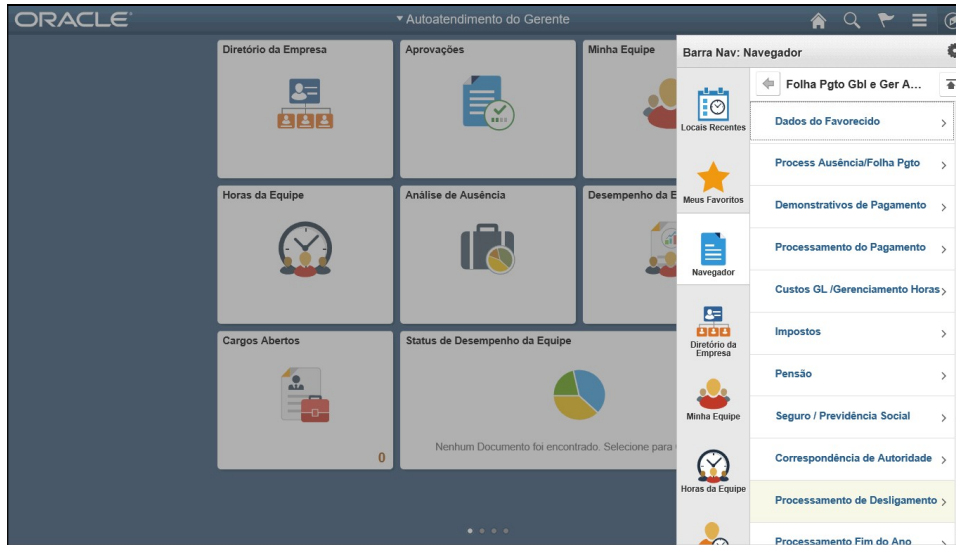 ORACLE
Autoatendimento do Gerente
Diretório da Empresa
Aprovações
Minha Equipe
Horas da Equipe
Análise de Ausência
Desempenho da E
Cargos Abertos
0
Status de Desempenho da Equipe
Nenhum Documento foi encontrado. Selecione para
Barra Nav: Navegador
Locais Recentes
Meus Favoritos
Navegador
Diretório da
Empresa
Minha Equipe
Horas da Equipe
Folha Pgto Gbl e Ger A...
Dados do Favorecido
Process Ausência/Folha Pgto
Demonstrativos de Pagamento
Processamento do Pagamento
Custos GL /Gerenciamento Horas
Impostos
Pensão
Seguro / Previdência Social
Correspondência de Autoridade
Processamento de Desligamento
Processamento Fim do Ano